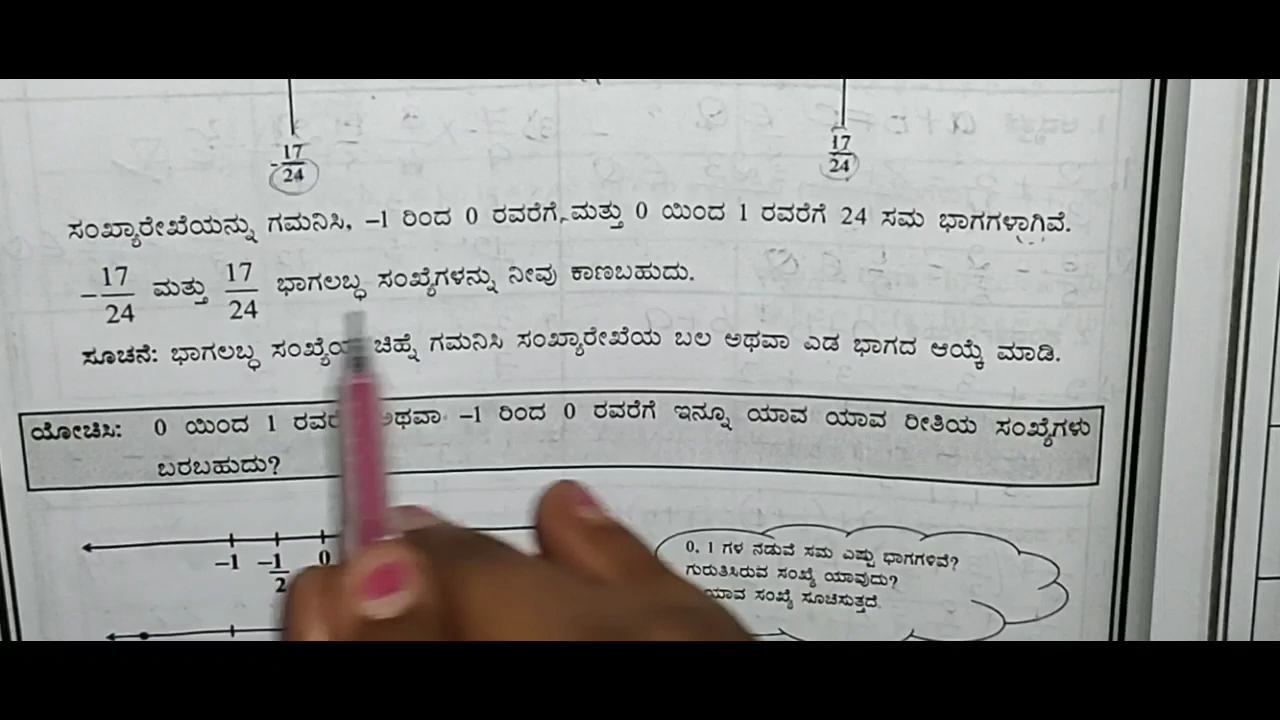 -17/24 17/24
ಸಂಖ್ಯಾರೇಖೆಯನ್ನು ಗಮನಿಸಿ, –1 ರಿಂದ 0 ರವರೆಗೆ, ಮತ್ತು 0 ಯಿಂದ 1 ರವರೆಗೆ 24 ಸಮ ಭಾಗಗಳಾಗಿವೆ.
–17/24 ಮತ್ತು 17/24 ಭಾಗಲಬ್ಧ ಸಂಖ್ಯೆಗಳನ್ನು ನೀವು ಕಾಣಬಹುದು.
ಸೂಚನೆ: ಭಾಗಲಬ್ಧ ಸಂಖ್ಯೆಯ ಚಿಹ್ನೆ ಗಮನಿಸಿ ಸಂಖ್ಯಾರೇಖೆಯ ಬಲ ಅಥವಾ ಎಡ ಭಾಗದ ಆಯ್ಕೆ ಮಾಡಿ.
ಯೋಚಿಸಿ: 0 ಯಿಂದ 1 ಅಥವಾ –1 ರಿಂದ 0 ರವರೆಗೆ ಇನ್ನೂ ಯಾವ ಯಾವ ರೀತಿಯ ಸಂಖ್ಯೆಗಳು
ಬರಬಹುದು?
–1 –1/2 0
0, 1 ಗಳ ನಡುವೆ ಸಮ ಎಷ್ಟು ಭಾಗಗಳಿವೆ?
ಗುರುತಿಸಿರುವ ಸಂಖ್ಯೆ ಯಾವುದು?
ಯಾವ ಸಂಖ್ಯೆ ಸೂಚಿಸುತ್ತದೆ.